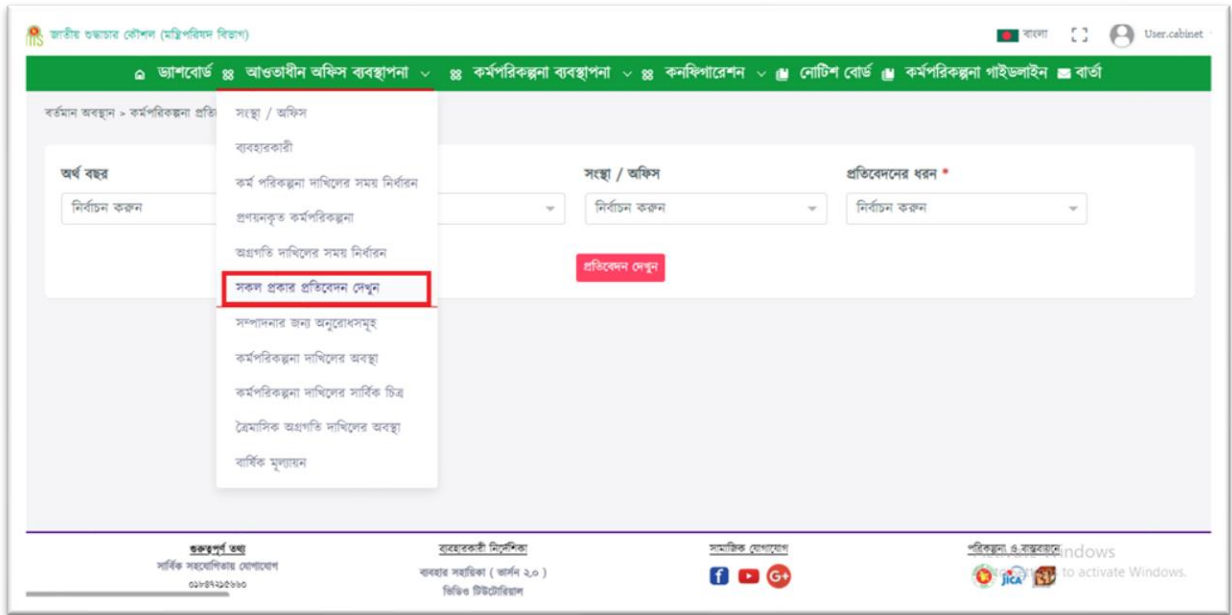 জাতীয় শুদ্ধাচার কৌশল (মন্ত্রিপরিষদ বিভাগ)
বাংলা
User.cabinet
ড্যাশবোর্ড আওতাধীন অফিস ব্যবস্থাপনা কর্মপরিকল্পনা ব্যবস্থাপনা কনফিগারেশন নোটিশ বোর্ড কর্মপরিকল্পনা গাইডলাইন বার্তা
বর্তমান অবস্থান > কর্মপরিকল্পনা
সংস্থা / অফিস
ব্যবহারকারী
কর্ম পরিকল্পনা দাখিলের সময় নির্ধারন
প্রণয়নকৃত কর্মপরিকল্পনা
অগ্রগতি দাখিলের সময় নির্ধারন
সকল প্রকার প্রতিবেদন দেখুন
সম্পাদনার জন্য অনুরোধসমূহ
কর্মপরিকল্পনা দাখিলের অবস্থা
কর্মপরিকল্পনা দাখিলের সার্বিক চিত্র
ত্রৈমাসিক অগ্রগতি দাখিলের অবস্থা
বার্ষিক মূল্যায়ন
অর্থ বছর
নির্বাচন করুন
সংস্থা / অফিস
নির্বাচন করুন
প্রতিবেদনের ধরন *
নির্বাচন করুন
প্রতিবেদন দেখুন
গুরুত্বপূর্ণ তথ্য
সার্বিক সহযোগিতায় যোগাযোগ
ব্যবহারকারী নির্দেশিকা
ব্যবহার সহায়িকা ( ভার্সন ২.০ )
ভিডিও টিউটোরিয়াল
সামাজিক যোগাযোগ
পরিকল্পনা ও বাস্তবায়নে
jICA
to activate Windows.